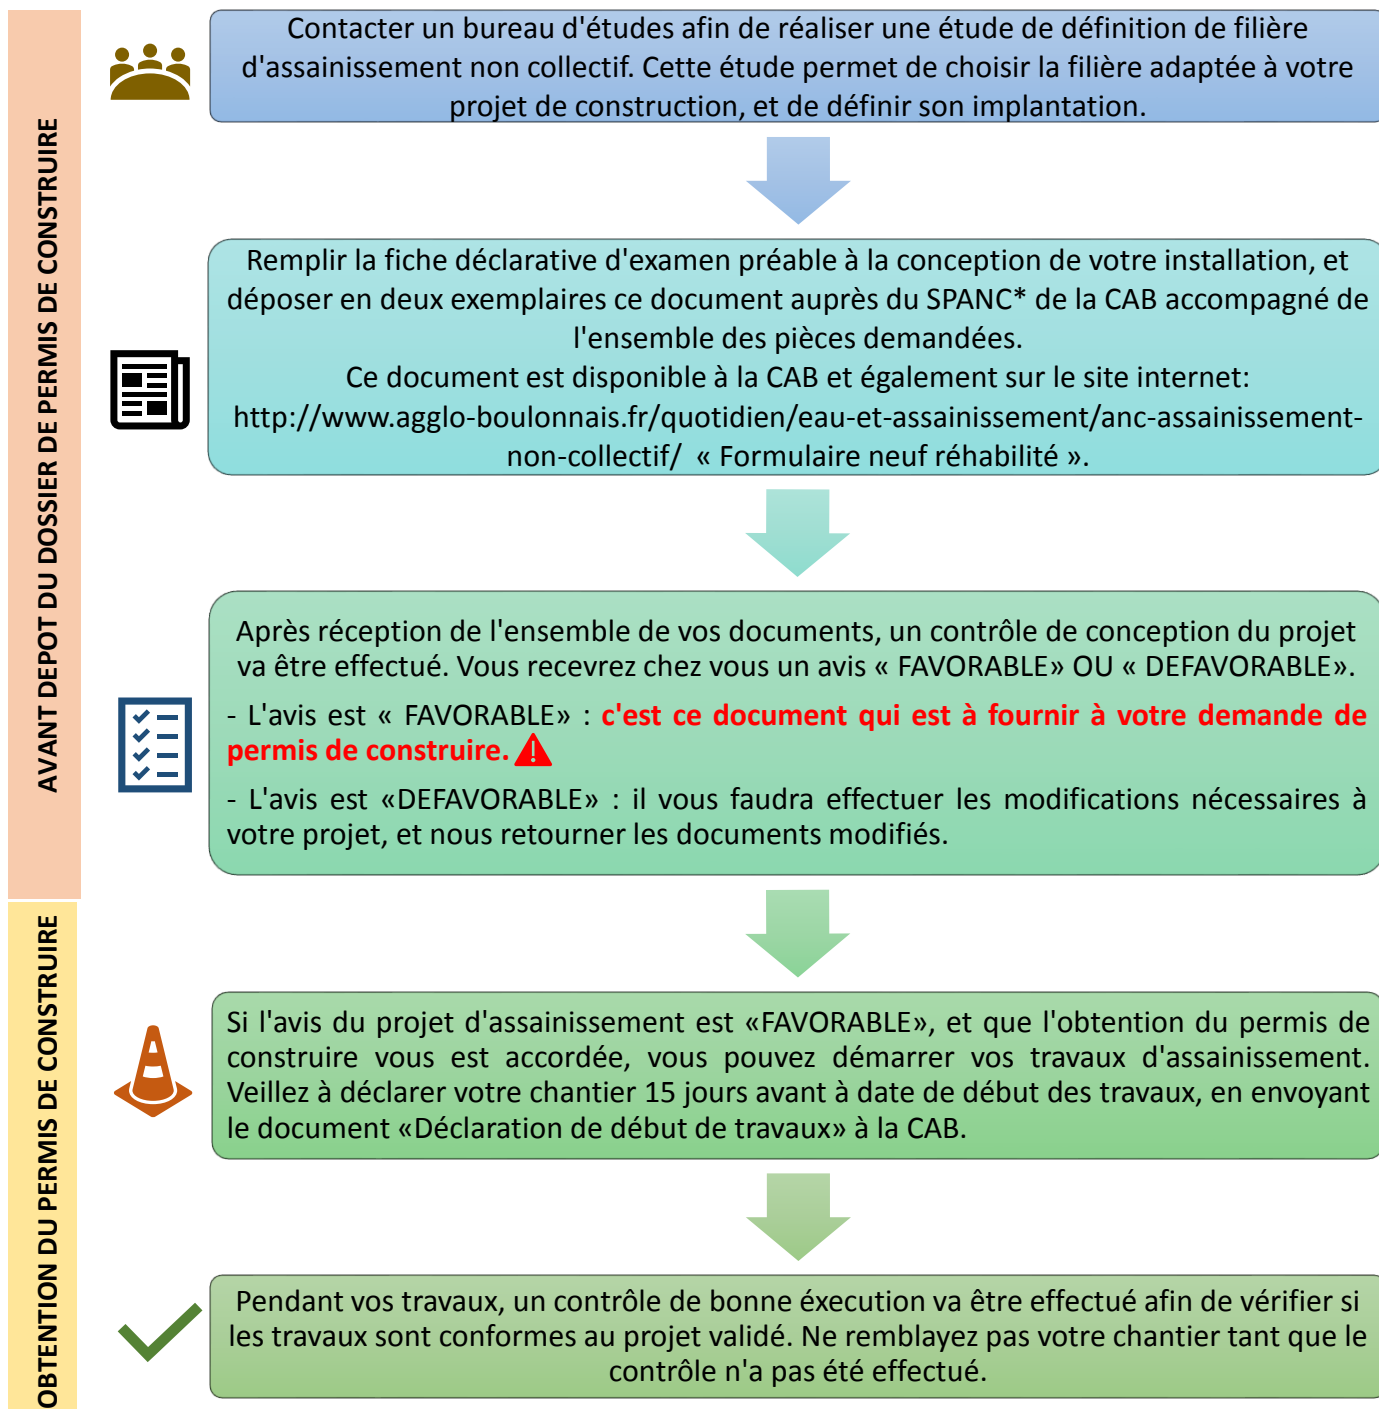 AVANT DEPOT DU DOSSIER DE PERMIS DE CONSTRUIRE
Contacter un bureau d'études afin de réaliser une étude de définition de filière
d'assainissement non collectif. Cette étude permet de choisir la filière adaptée à votre
projet de construction, et de définir son implantation.
Remplir la fiche déclarative d'examen préable à la conception de votre installation, et
déposer en deux exemplaires ce document auprès du SPANC* de la CAB accompagné de
l'ensemble des pièces demandées.
Ce document est disponible à la CAB et également sur le site internet:
http://www.agglo-boulonnais.fr/quotidien/eau-et-assainissement/anc-assainissement-
non-collectif/ « Formulaire neuf réhabilité ».
Après réception de l'ensemble de vos documents, un contrôle de conception du projet
va être effectué. Vous recevrez chez vous un avis « FAVORABLE» OU « DEFAVORABLE».
- L'avis est « FAVORABLE» : c'est ce document qui est à fournir à votre demande de
permis de construire.
- L'avis est «DEFAVORABLE» : il vous faudra effectuer les modifications nécessaires à
votre projet, et nous retourner les documents modifiés.
OBTENTION DU PERMIS DE CONSTRUIRE
Si l'avis du projet d'assainissement est «FAVORABLE», et que l'obtention du permis de
construire vous est accordée, vous pouvez démarrer vos travaux d'assainissement.
Veillez à déclarer votre chantier 15 jours avant à date de début des travaux, en envoyant
le document «Déclaration de début de travaux» à la CAB.
Pendant vos travaux, un contrôle de bonne éxecution va être effectué afin de vérifier si
les travaux sont conformes au projet validé. Ne remblayez pas votre chantier tant que le
contrôle n'a pas été effectué.